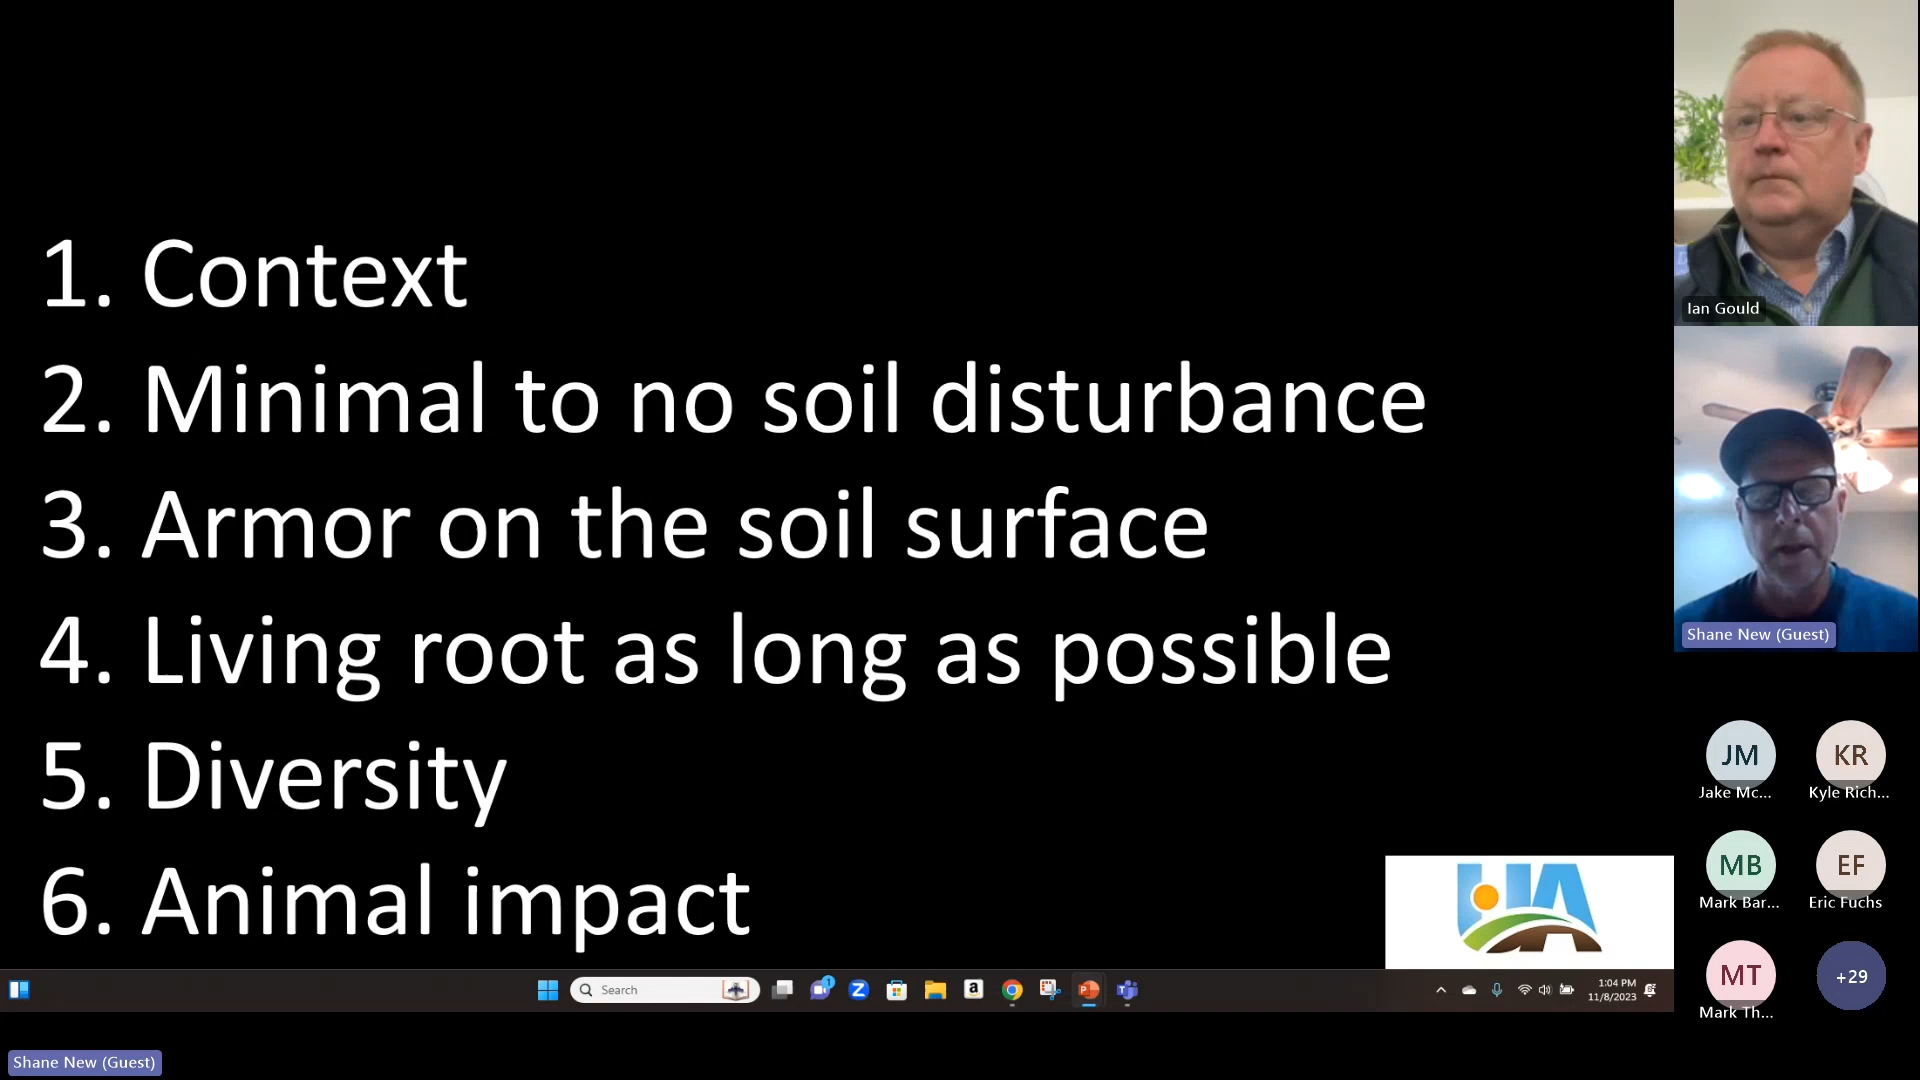 1. Context
2. Minimal to no soil disturbance
3. Armor on the soil surface
4. Living root as long as possible
5. Diversity
6. Animal impact
UA
Search
1
1:04 PM
11/8/2023
Shane New (Guest)
Ian Gould
Shane New (Guest)
JM
Jake Mc...
KR
Kyle Rich...
MB
Mark Bar...
EF
Eric Fuchs
MT
Mark Th...
+29